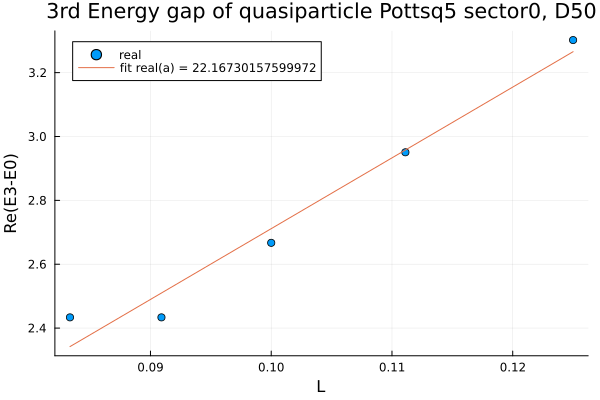 3rd Energy gap of quasiparticle Pottsq5 sector0, D50
real
fit real(a) = 22.16730157599972
Re(E3-E0)
3.2
3.0
2.8
2.6
2.4
0.09 0.10 0.11 0.12
L